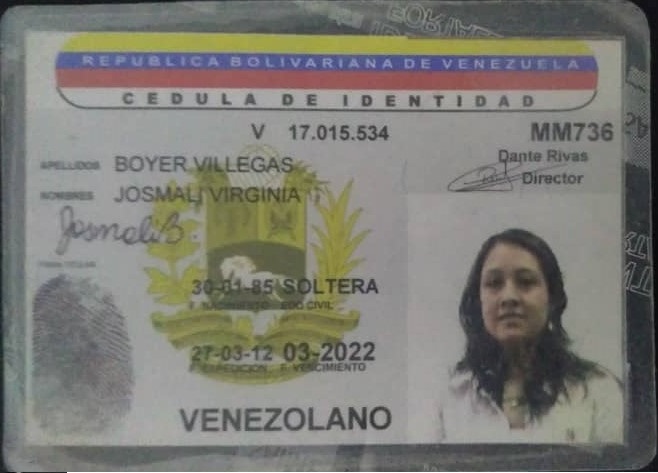 REPUBLICA BOLIVARIANA DE VENEZUELA
CEDULA DE IDENTIDAD
V 17.015.534
MM736
Dante Rivas
Director
APELLIDOS BOYER VILLEGAS
NOMBRES JOSMALI VIRGINIA
Josmali B.
FIRMA TITULAR
30-01-85 SOLTERA
F. NACIMIENTO EDO CIVIL
27-03-12 03-2022
F. EXPEDICION F. VENCIMIENTO
VENEZOLANO